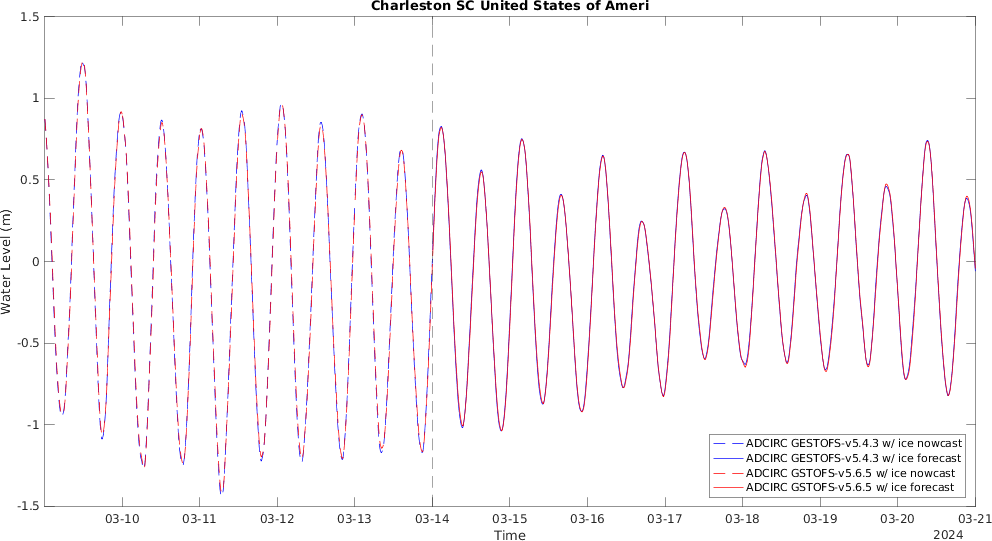 Charleston SC United States of Ameri
1.5
1
0.5
0
-0.5
-1
-1.5
Water Level (m)
03-10 03-11 03-12 03-13 03-14 03-15 03-16 03-17 03-18 03-19 03-20 03-21
Time
2024
ADCIRC GESTOFS-v5.4.3 w/ ice nowcast
ADCIRC GESTOFS-v5.4.3 w/ ice forecast
ADCIRC GSTOFS-v5.6.5 w/ ice nowcast
ADCIRC GSTOFS-v5.6.5 w/ ice forecast